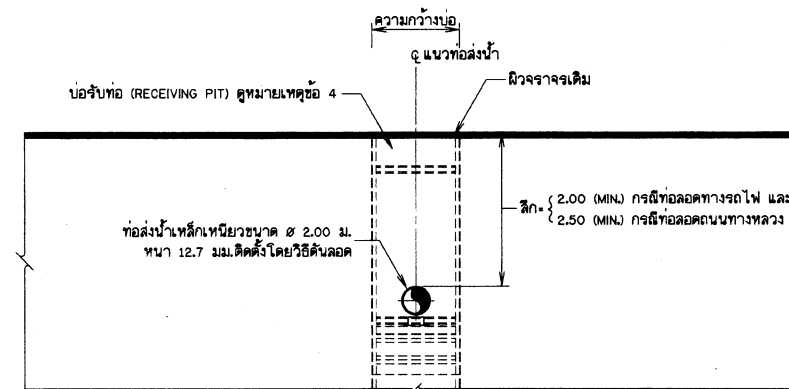 ความกว้างบ่อ
℄ แนวท่อส่งน้ำ
ผิวจราจรเดิม
บ่อรับท่อ (RECEIVING PIT) ดูหมายเหตุข้อ 4
ลึก= 2.00 (MIN.) กรณีท่อลอดทางรถไฟ และ
2.50 (MIN.) กรณีท่อลอดถนนทางหลวง
ท่อส่งน้ำเหล็กเหนียวขนาด ø 2.00 ม.
หนา 12.7 มม.ติดตั้งโดยวิธีดันลอด